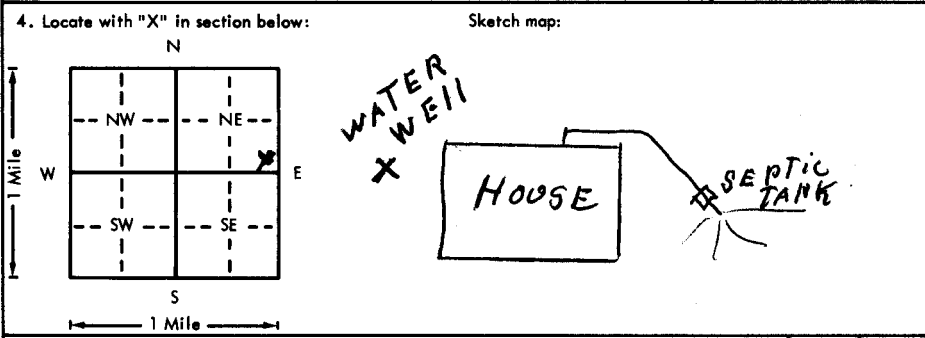 4. Locate with "X" in section below:
Sketch map:
N
NW
NE
W
X
E
1 Mile
SW
SE
S
1 Mile
WATER
WELL
X
HOUSE
SEPTIC
TANK